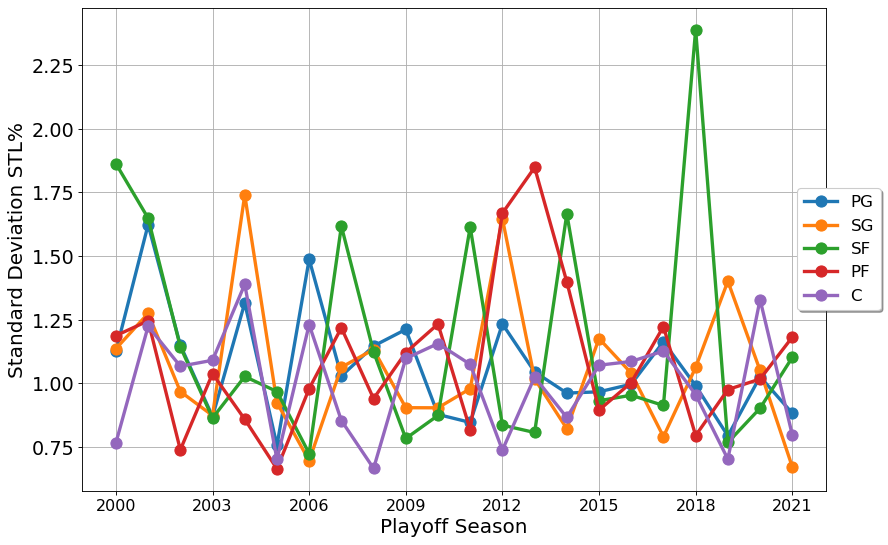 2.25
2.00
1.75
1.50
1.25
1.00
0.75
Standard Deviation STL%
2000 2003 2006 2009 2012 2015 2018 2021
Playoff Season
PG
SG
SF
PF
C